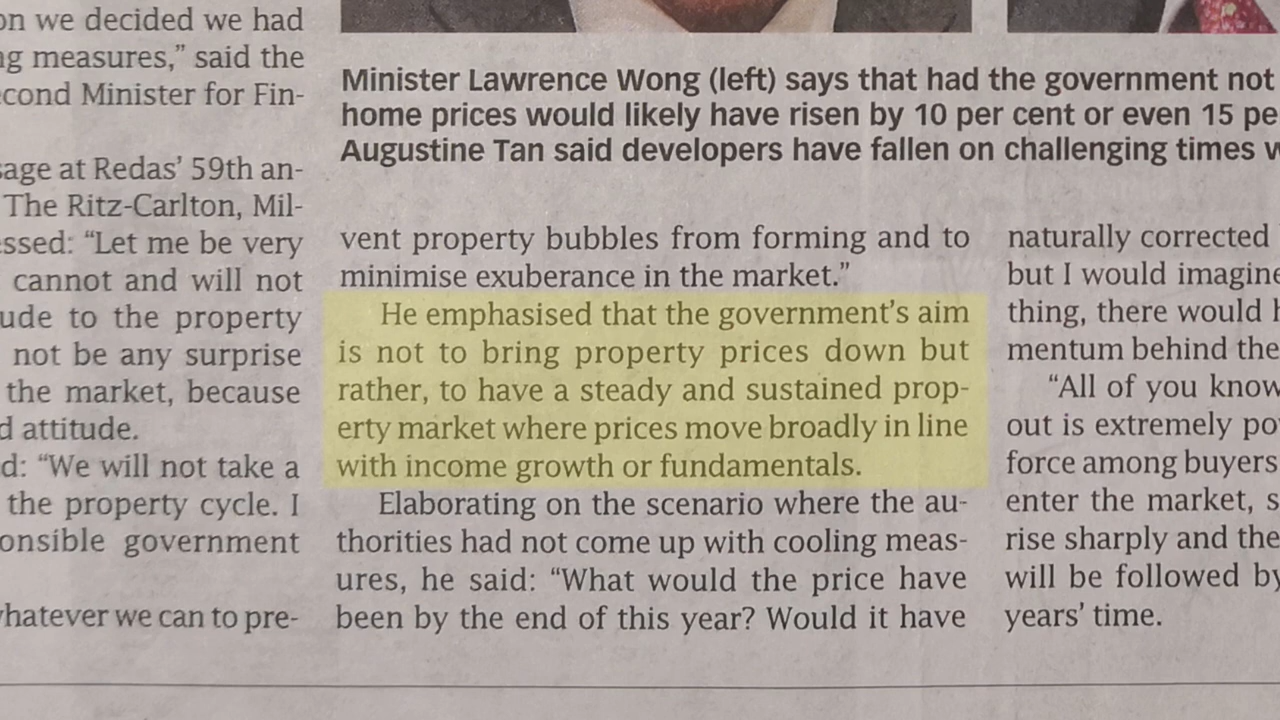 on we decided we had
ng measures,” said the
cond Minister for Fin-
sage at Redas’ 59th an-
The Ritz-Carlton, Mil-
essed: “Let me be very
cannot and will not
ude to the property
not be any surprise
the market, because
d attitude.
d: “We will not take a
the property cycle. I
onsible government
whatever we can to pre-
Minister Lawrence Wong (left) says that had the government not
home prices would likely have risen by 10 per cent or even 15 pe
Augustine Tan said developers have fallen on challenging times w
vent property bubbles from forming and to
minimise exuberance in the market.”
He emphasised that the government’s aim
is not to bring property prices down but
rather, to have a steady and sustained prop-
erty market where prices move broadly in line
with income growth or fundamentals.
Elaborating on the scenario where the au-
thorities had not come up with cooling meas-
ures, he said: “What would the price have
been by the end of this year? Would it have
naturally corrected
but I would imagine
thing, there would h
mentum behind the
“All of you know
out is extremely po
force among buyers
enter the market, s
rise sharply and the
will be followed by
years’ time.